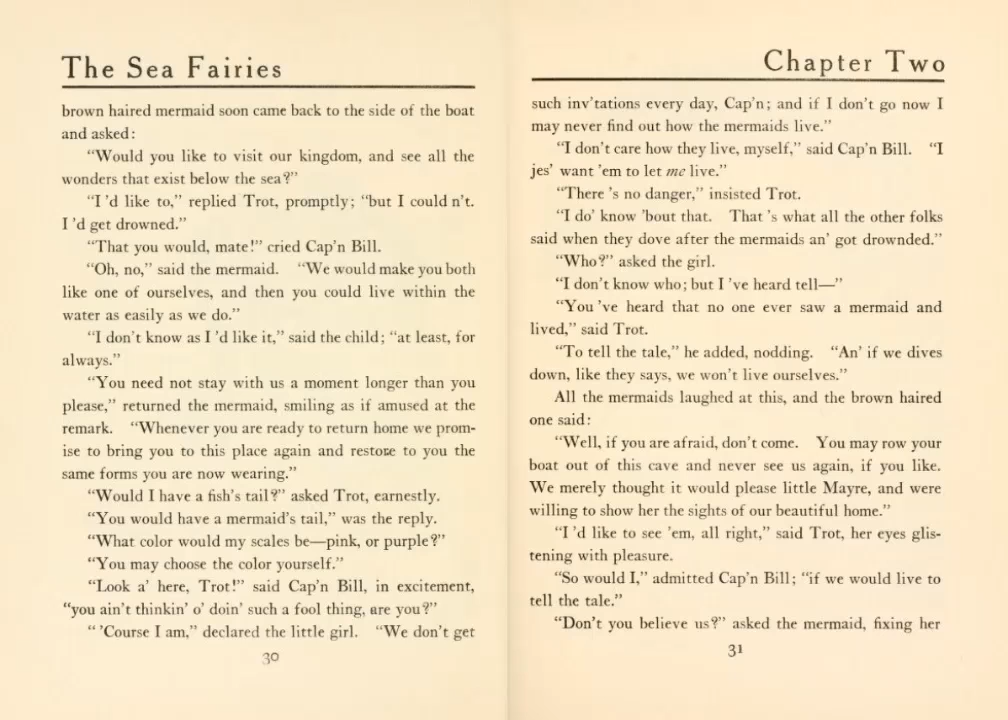 The Sea Fairies
brown haired mermaid soon came back to the side of the boat
and asked:
"Would you like to visit our kingdom, and see all the
wonders that exist below the sea?"
"I 'd like to," replied Trot, promptly; "but I could n't.
I 'd get drowned."
"That you would, mate!" cried Cap'n Bill.
"Oh, no," said the mermaid. "We would make you both
like one of ourselves, and then you could live within the
water as easily as we do."
"I don't know as I 'd like it," said the child; "at least, for
always."
"You need not stay with us a moment longer than you
please," returned the mermaid, smiling as if amused at the
remark. "Whenever you are ready to return home we prom-
ise to bring you to this place again and restore to you the
same forms you are now wearing."
"Would I have a fish's tail?" asked Trot, earnestly.
"You would have a mermaid's tail," was the reply.
"What color would my scales be—pink, or purple?"
"You may choose the color yourself."
"Look a' here, Trot!" said Cap'n Bill, in excitement,
"you ain't thinkin' o' doin' such a fool thing, are you?"
" 'Course I am," declared the little girl. "We don't get
30
Chapter Two
such inv'tations every day, Cap'n; and if I don't go now I
may never find out how the mermaids live."
"I don't care how they live, myself," said Cap'n Bill. "I
jes' want 'em to let me live."
"There 's no danger," insisted Trot.
"I do' know 'bout that. That 's what all the other folks
said when they dove after the mermaids an' got drownded."
"Who?" asked the girl.
"I don't know who; but I 've heard tell—"
"You 've heard that no one ever saw a mermaid and
lived," said Trot.
"To tell the tale," he added, nodding. "An' if we dives
down, like they says, we won't live ourselves."
All the mermaids laughed at this, and the brown haired
one said:
"Well, if you are afraid, don't come. You may row your
boat out of this cave and never see us again, if you like.
We merely thought it would please little Mayre, and were
willing to show her the sights of our beautiful home."
"I 'd like to see 'em, all right," said Trot, her eyes glis-
tening with pleasure.
"So would I," admitted Cap'n Bill; "if we would live to
tell the tale."
"Don't you believe us?" asked the mermaid, fixing her
31